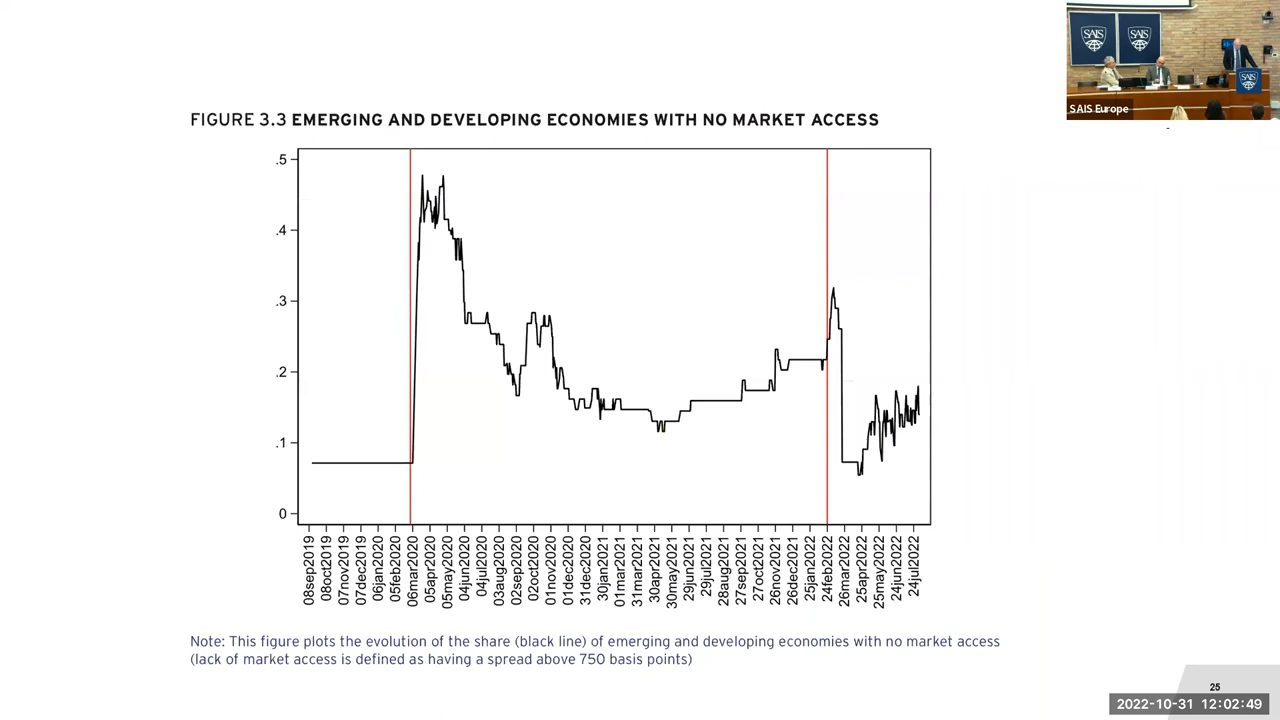 SAIS
SAIS
SAIS
SAIS Europe
FIGURE 3.3 EMERGING AND DEVELOPING ECONOMIES WITH NO MARKET ACCESS
.5
.4
.3
.2
.1
0
08sep2019
08oct2019
07nov2019
07dec2019
06jan2020
05feb2020
06mar2020
05apr2020
05may2020
04jun2020
04jul2020
03aug2020
02sep2020
02oct2020
01nov2020
01dec2020
31dec2020
30jan2021
01mar2021
31mar2021
30apr2021
30may2021
29jun2021
29jul2021
28aug2021
27sep2021
27oct2021
26nov2021
26dec2021
25jan2022
24feb2022
26mar2022
25apr2022
25may2022
24jun2022
24jul2022
Note: This figure plots the evolution of the share (black line) of emerging and developing economies with no market access
(lack of market access is defined as having a spread above 750 basis points)
25
2022-10-31 12:02:49